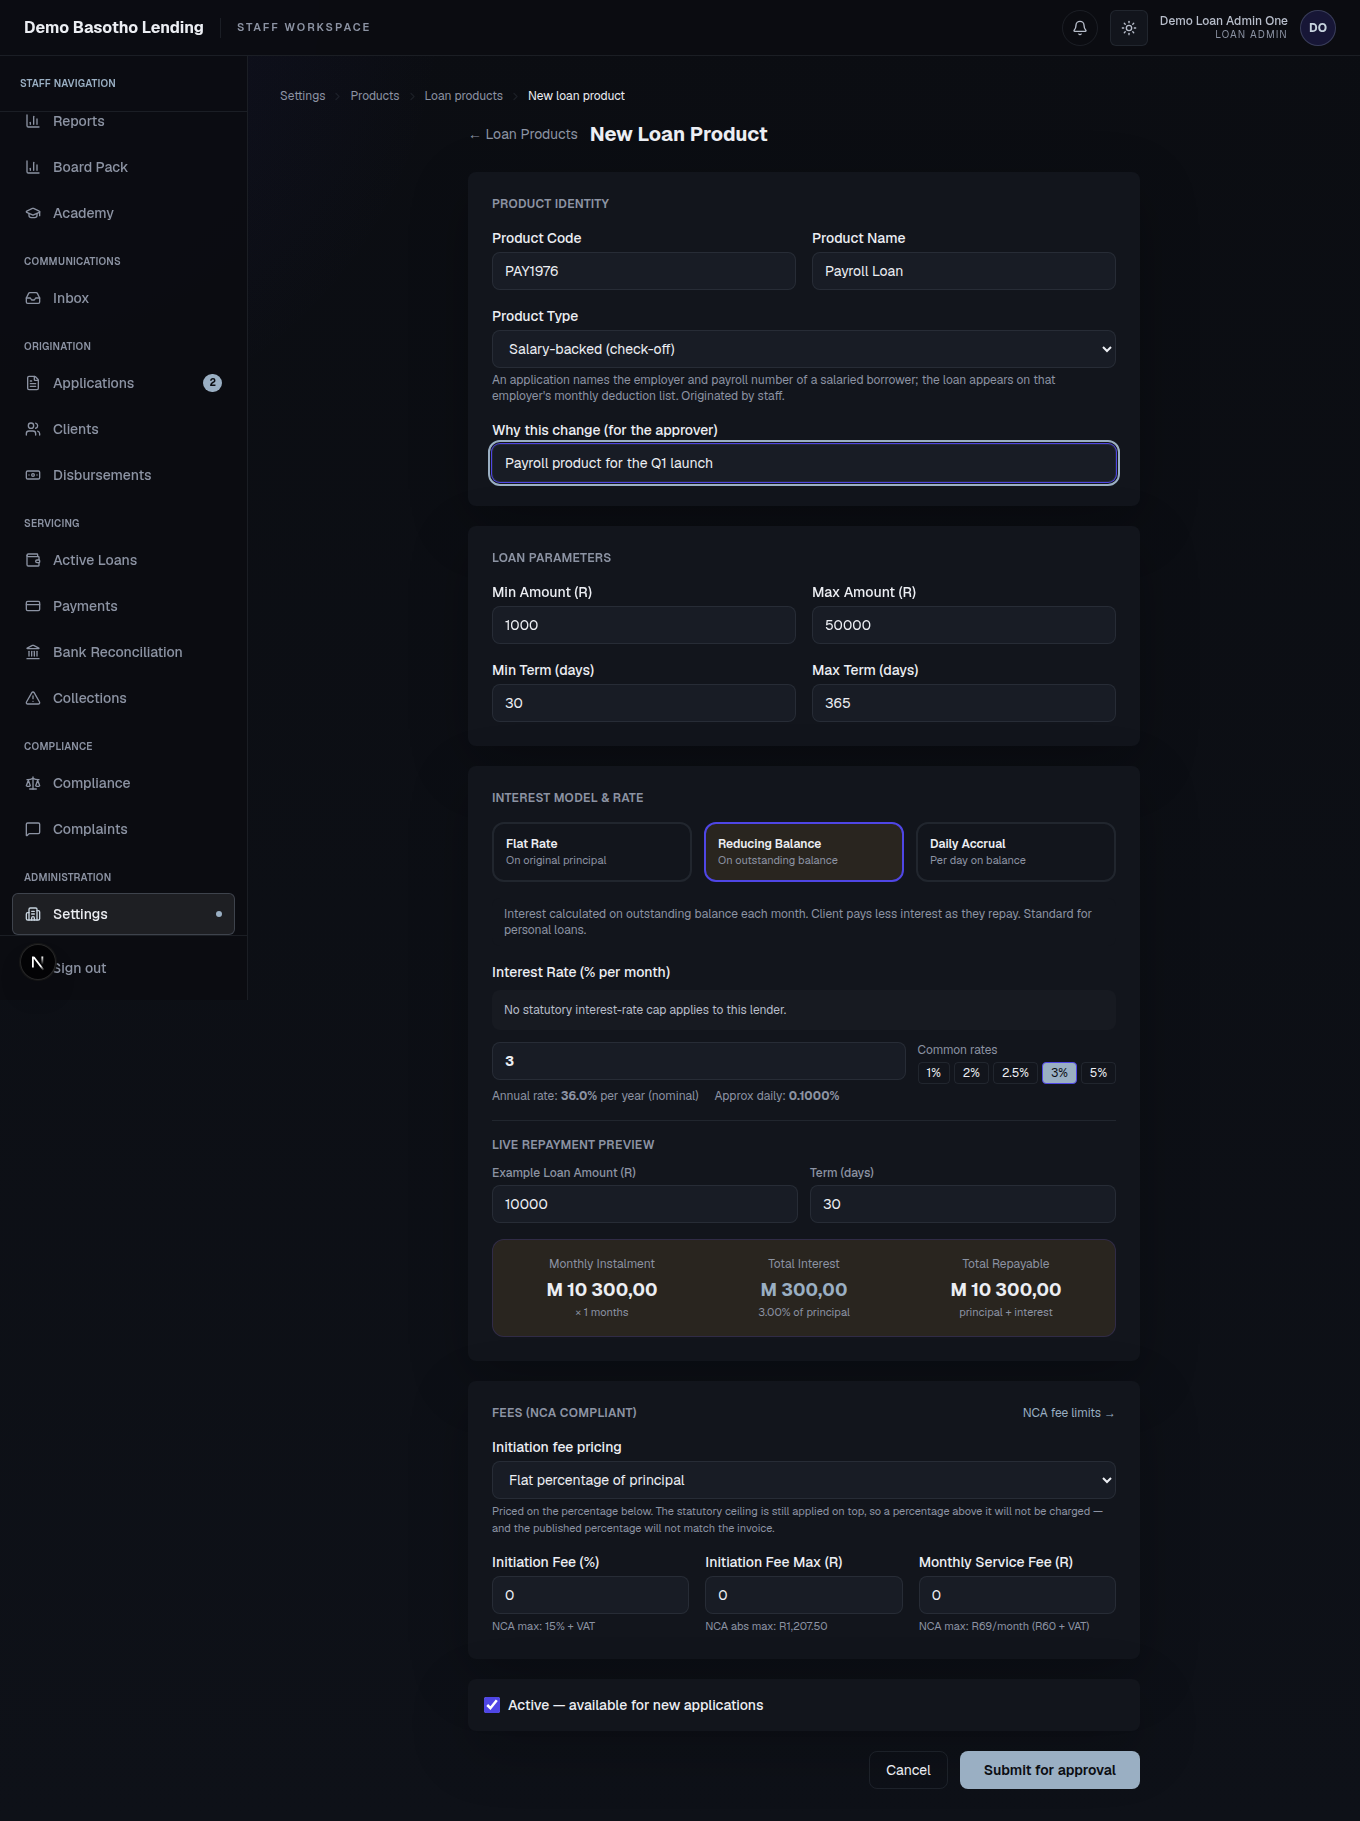 Demo Basotho Lending
STAFF WORKSPACE
Demo Loan Admin One
LOAN ADMIN
DO
STAFF NAVIGATION
Reports
Board Pack
Academy
COMMUNICATIONS
Inbox
ORIGINATION
Applications 2
Clients
Disbursements
SERVICING
Active Loans
Payments
Bank Reconciliation
Collections
COMPLIANCE
Compliance
Complaints
ADMINISTRATION
Settings
N
Sign out
Settings › Products › Loan products › New loan product
← Loan Products New Loan Product
PRODUCT IDENTITY
Product Code Product Name
PAY1976 Payroll Loan
Product Type
Salary-backed (check-off)
An application names the employer and payroll number of a salaried borrower; the loan appears on that
employer's monthly deduction list. Originated by staff.
Why this change (for the approver)
Payroll product for the Q1 launch
LOAN PARAMETERS
Min Amount (R) Max Amount (R)
1000 50000
Min Term (days) Max Term (days)
30 365
INTEREST MODEL & RATE
Flat Rate Reducing Balance Daily Accrual
On original principal On outstanding balance Per day on balance
Interest calculated on outstanding balance each month. Client pays less interest as they repay. Standard for
personal loans.
Interest Rate (% per month)
No statutory interest-rate cap applies to this lender.
3
Common rates
1% 2% 2.5% 3% 5%
Annual rate: 36.0% per year (nominal) Approx daily: 0.1000%
LIVE REPAYMENT PREVIEW
Example Loan Amount (R) Term (days)
10000 30
Monthly Instalment Total Interest Total Repayable
M 10 300,00 M 300,00 M 10 300,00
× 1 months 3.00% of principal principal + interest
FEES (NCA COMPLIANT) NCA fee limits →
Initiation fee pricing
Flat percentage of principal
Priced on the percentage below. The statutory ceiling is still applied on top, so a percentage above it will not be charged —
and the published percentage will not match the invoice.
Initiation Fee (%) Initiation Fee Max (R) Monthly Service Fee (R)
0 0 0
NCA max: 15% + VAT NCA abs max: R1,207.50 NCA max: R69/month (R60 + VAT)
Active — available for new applications
Cancel Submit for approval